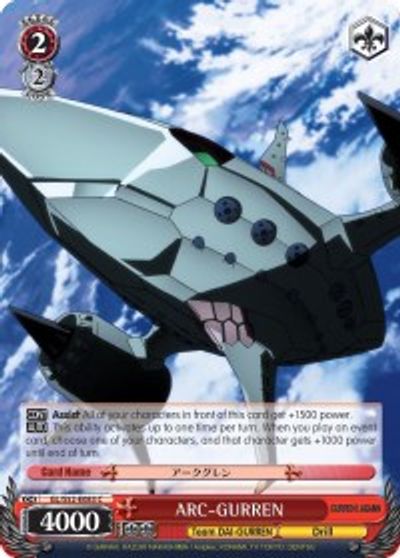 2
2
CONT Assist All of your characters in front of this card get +1500 power.
AUTO This ability activates up to one time per turn. When you play an event
card, choose one of your characters, and that character gets +1000
power until end of turn.
Card Name アークグレン
4000
ARC-GURREN
Team DAI-GURREN Drill